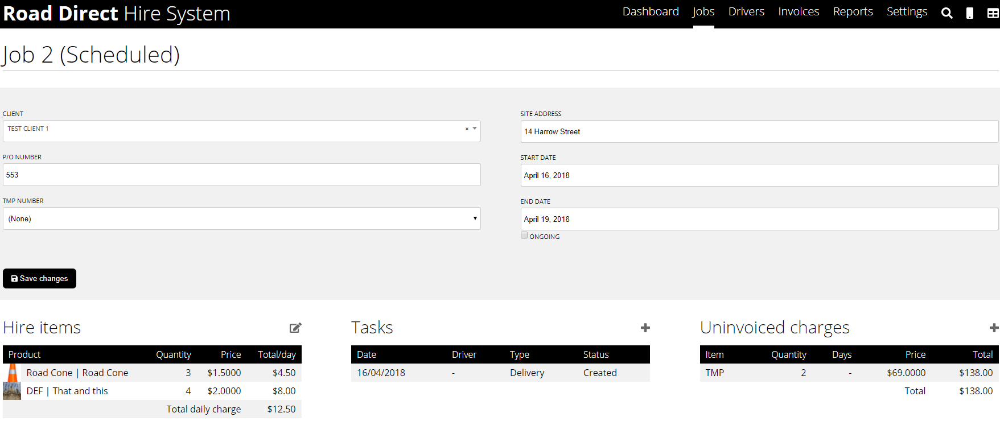 Road Direct Hire System
Dashboard Jobs Drivers Invoices Reports Settings
Job 2 (Scheduled)
CLIENT
TEST CLIENT 1 ×
P/O NUMBER
553
TMP NUMBER
(None)
SITE ADDRESS
14 Harrow Street
START DATE
April 16, 2018
END DATE
April 19, 2018
ONGOING
Save changes
Hire items
Product Quantity Price Total/day
Road Cone | Road Cone 3 $1.5000 $4.50
DEF | That and this 4 $2.0000 $8.00
Total daily charge $12.50
Tasks
Date Driver Type Status
16/04/2018 - Delivery Created
Uninvoiced charges
Item Quantity Days Price Total
TMP 2 - $69.0000 $138.00
Total $138.00